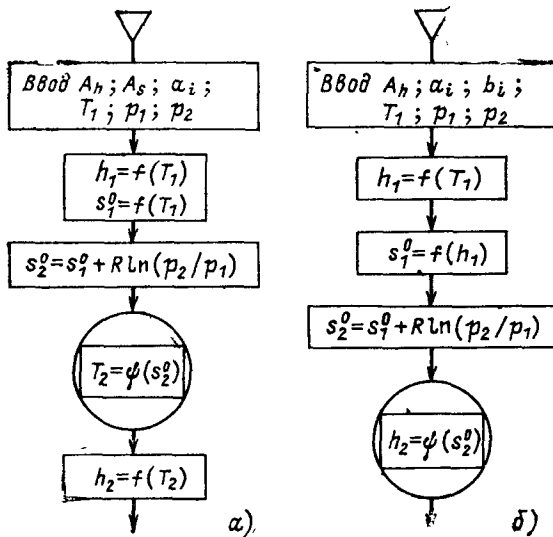 Ввод A_h; A_s; a_i;
T_1; p_1; p_2
h_1=f(T_1)
s_1^0=f(T_1)
s_2^0=s_1^0+Rln(p_2/p_1)
T_2=ψ(s_2^0)
h_2=f(T_2)
а)
Ввод A_h; a_i; b_i;
T_1; p_1; p_2
h_1=f(T_1)
s_1^0=f(h_1)
s_2^0=s_1^0+Rln(p_2/p_1)
h_2=ψ(s_2^0)
б)